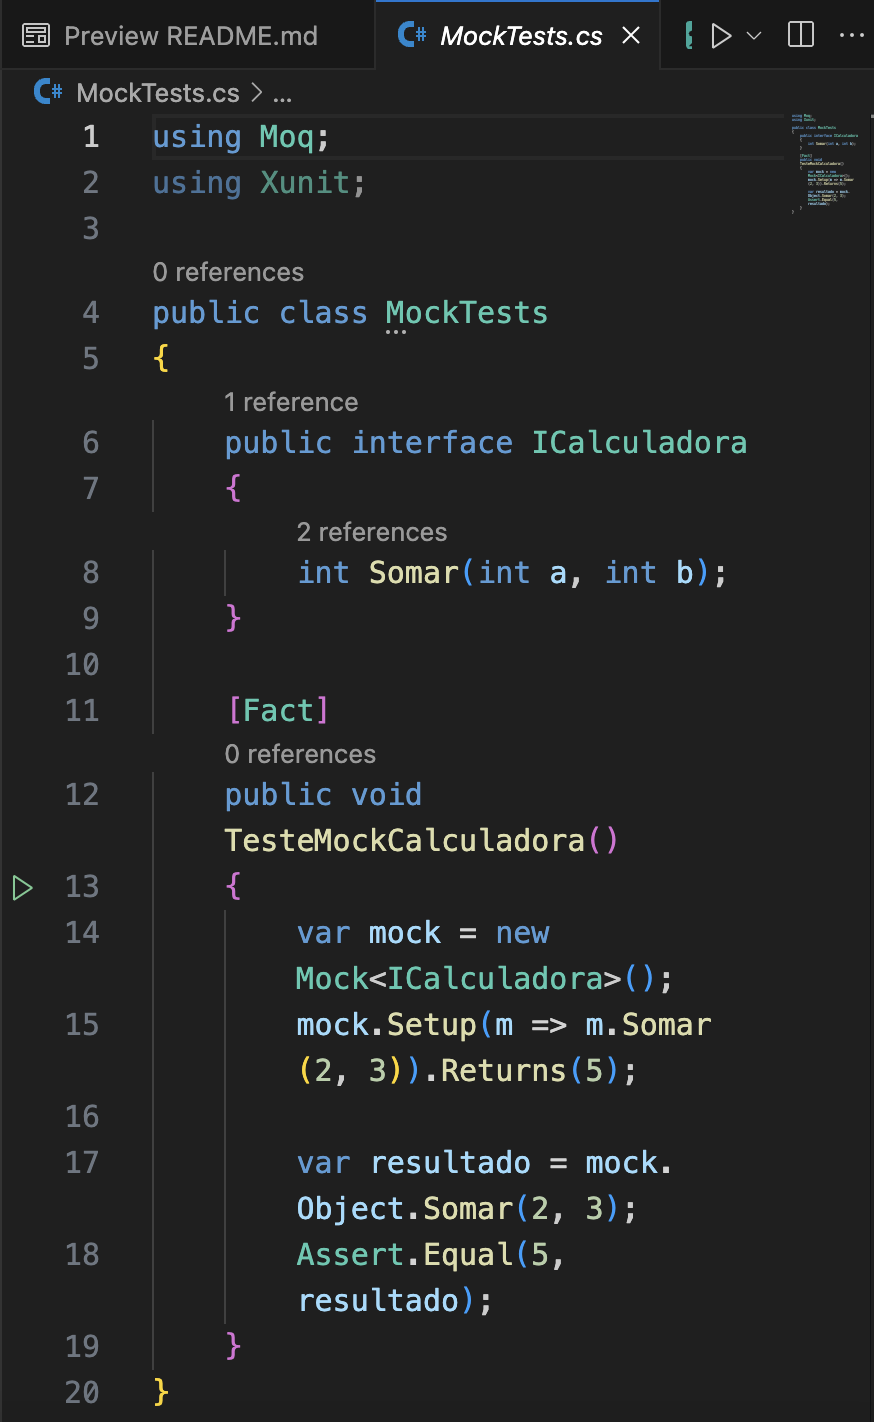 Preview README.md
C# MockTests.cs
C# MockTests.cs > ...
1 using Moq;
2 using Xunit;
3
0 references
4 public class MockTests
5 {
1 reference
6 public interface ICalculadora
7 {
2 references
8 int Somar(int a, int b);
9 }
10
11 [Fact]
0 references
12 public void
TesteMockCalculadora()
13 {
14 var mock = new
Mock<ICalculadora>();
15 mock.Setup(m => m.Somar
(2, 3)).Returns(5);
16
17 var resultado = mock.
Object.Somar(2, 3);
18 Assert.Equal(5,
resultado);
19 }
20 }